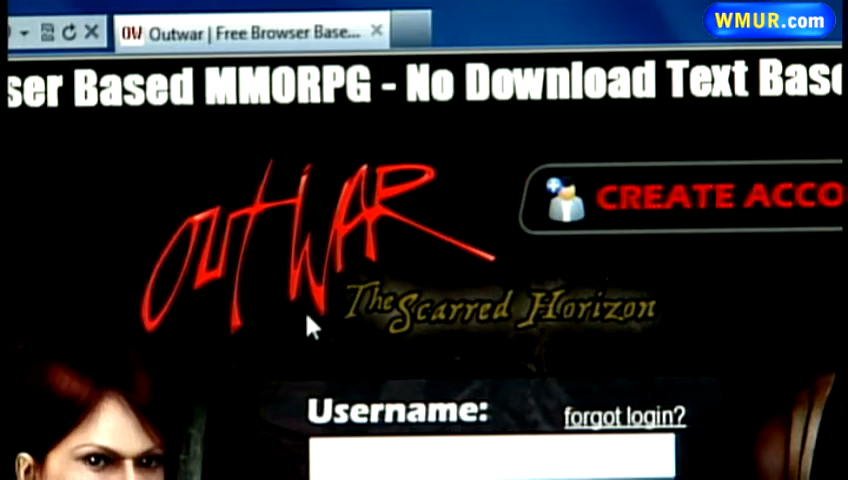 WMUR.com
OW Outwar | Free Browser Base...
ser Based MMORPG - No Download Text Base
OUTWAR
CREATE ACCO
The Scarred Horizon
Username:
forgot login?